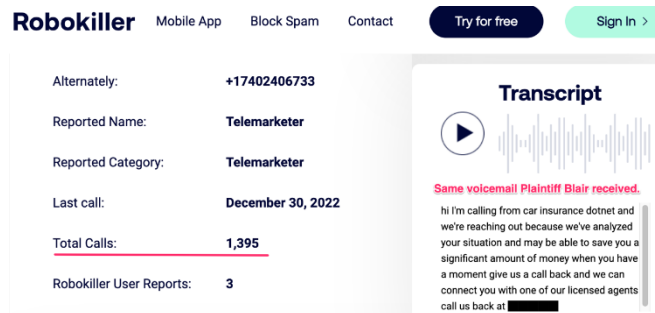 Robokiller Mobile App Block Spam Contact Try for free Sign In >
Alternately: +17402406733
Reported Name: Telemarketer
Reported Category: Telemarketer
Last call: December 30, 2022
Total Calls: 1,395
Robokiller User Reports: 3
Transcript
Same voicemail Plaintiff Blair received.
hi I'm calling from car insurance dotnet and
we're reaching out because we've analyzed
your situation and may be able to save you a
significant amount of money when you have
a moment give us a call back and we can
connect you with one of our licensed agents
call us back at